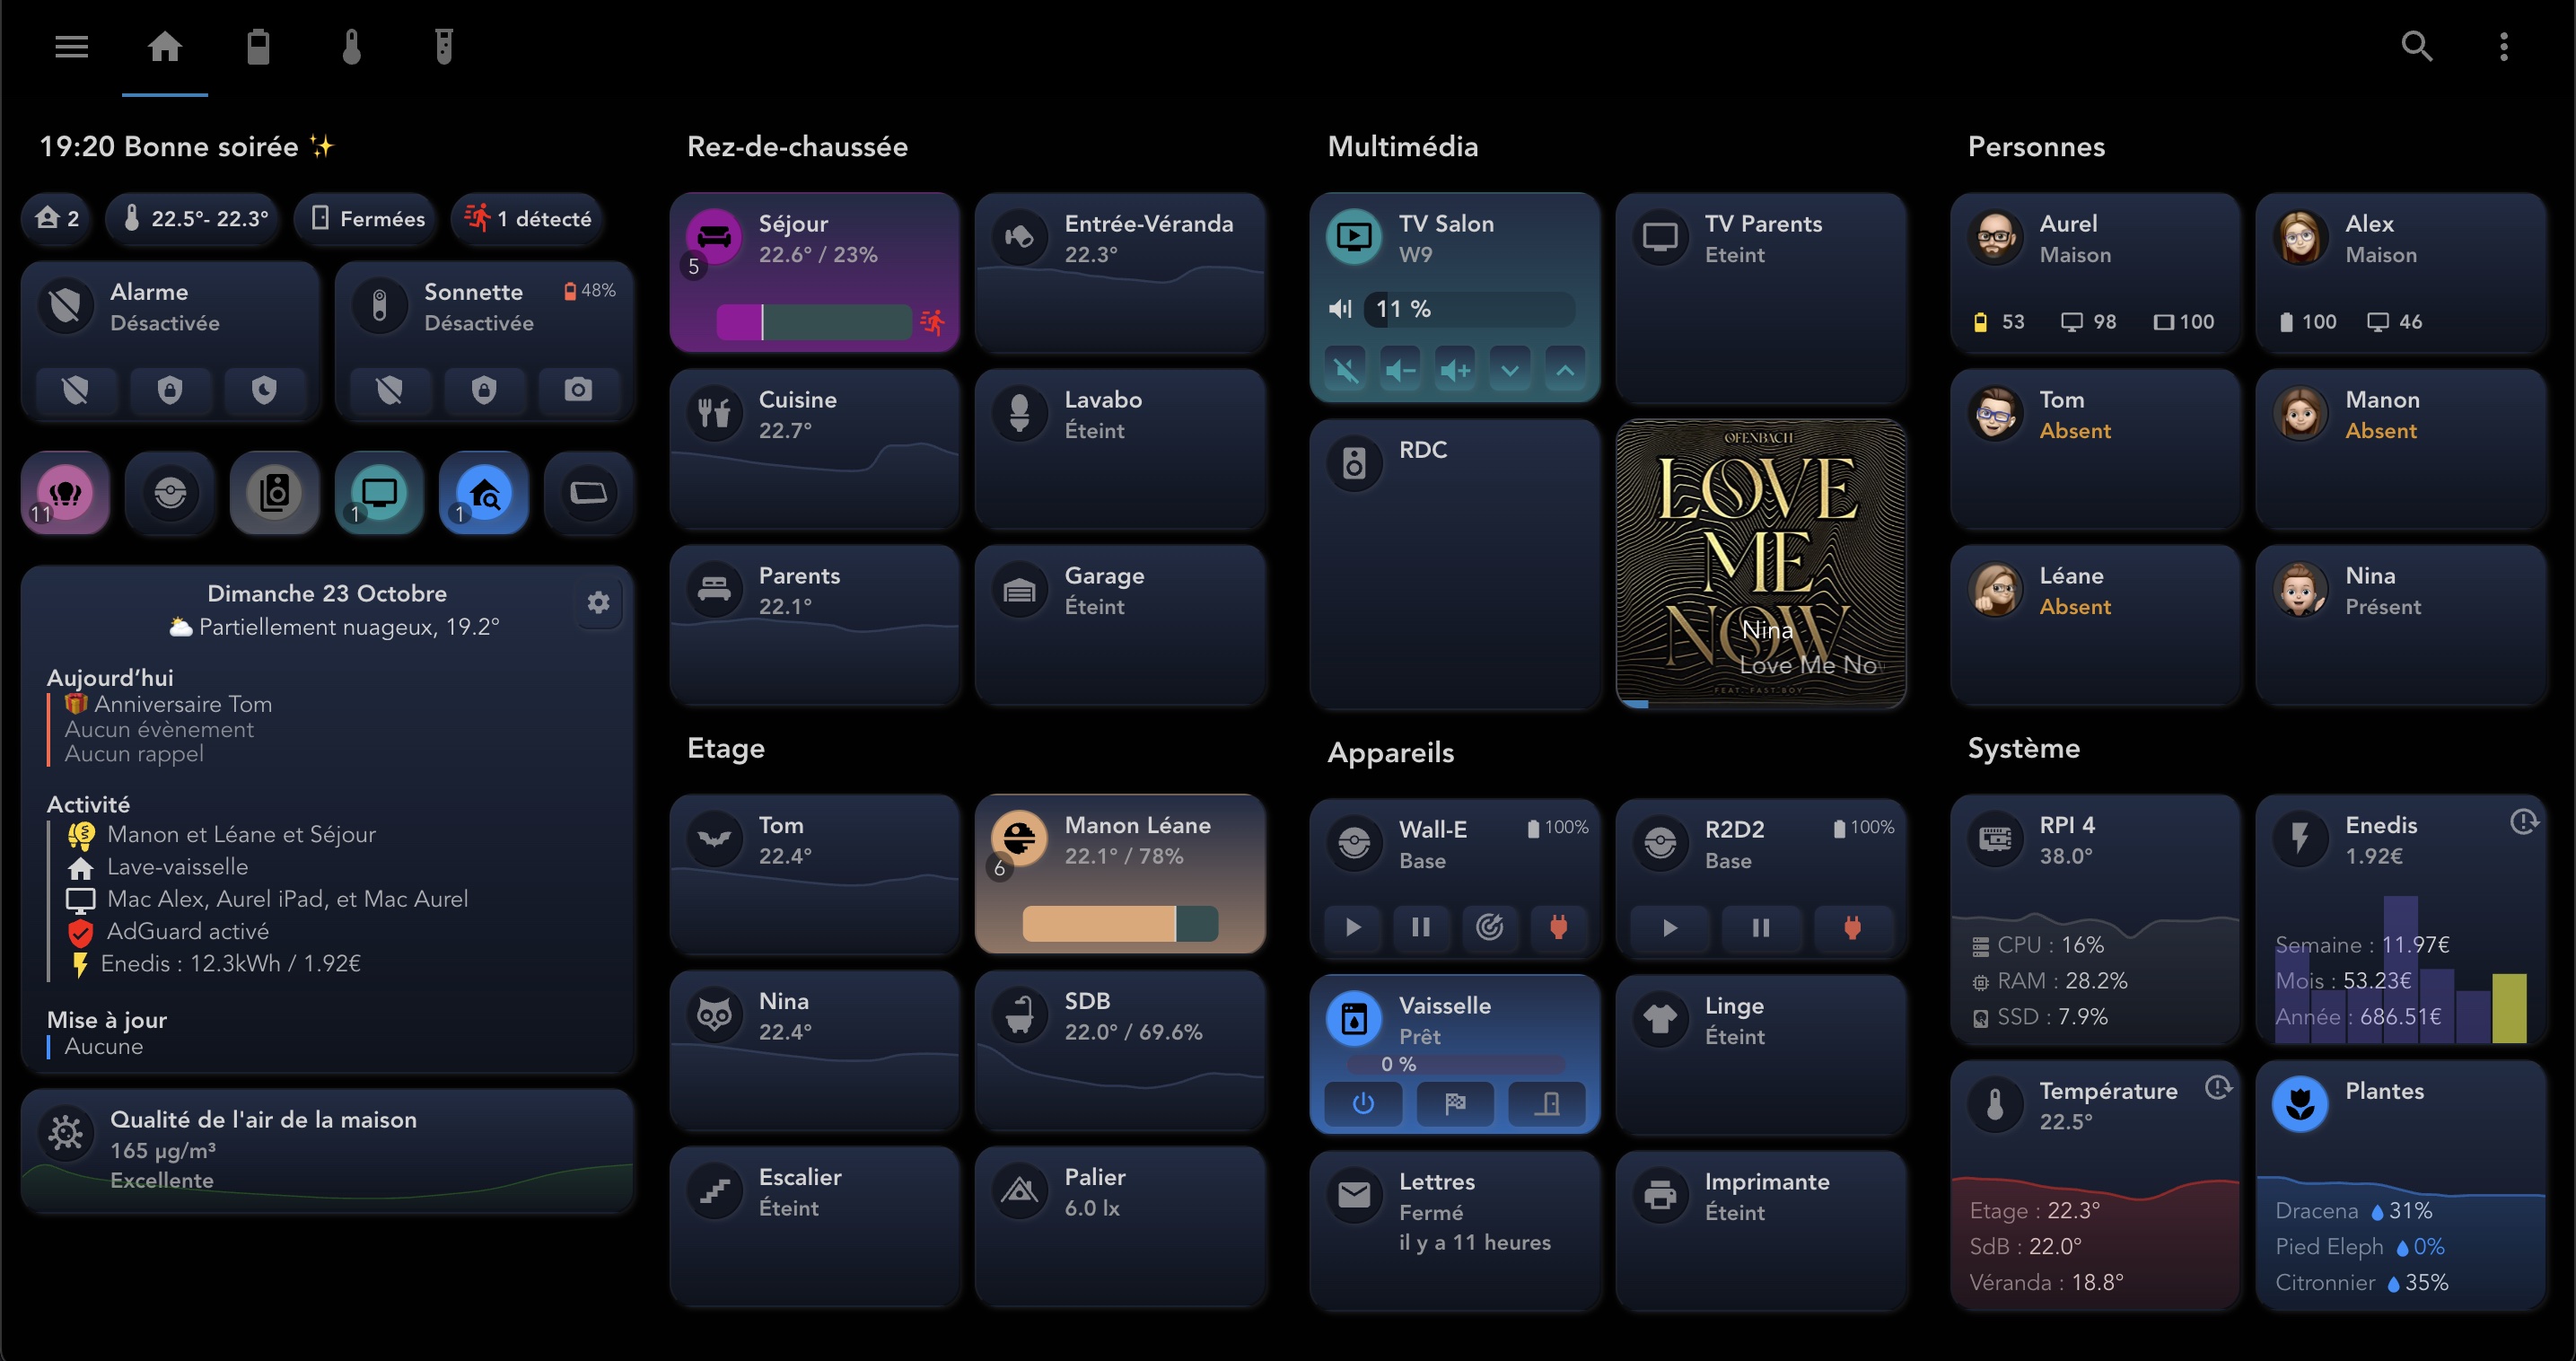 19:20 Bonne soirée ✨
2
22.5°- 22.3°
Fermées
1 détecté
Alarme
Désactivée
Sonnette
48%
Désactivée
11
1
1
Dimanche 23 Octobre
Partiellement nuageux, 19.2°
Aujourd’hui
Anniversaire Tom
Aucun évènement
Aucun rappel
Activité
Manon et Léane et Séjour
Lave-vaisselle
Mac Alex, Aurel iPad, et Mac Aurel
AdGuard activé
Enedis : 12.3kWh / 1.92€
Mise à jour
Aucune
Qualité de l'air de la maison
165 µg/m³
Excellente
Rez-de-chaussée
Séjour
22.6° / 23%
5
Entrée-Véranda
22.3°
Cuisine
22.7°
Lavabo
Éteint
Parents
22.1°
Garage
Éteint
Etage
Tom
22.4°
Manon Léane
22.1° / 78%
6
Nina
22.4°
SDB
22.0° / 69.6%
Escalier
Éteint
Palier
6.0 lx
Multimédia
TV Salon
W9
11 %
TV Parents
Eteint
RDC
OFENBACH
LOVE
ME
NOW
Nina
Love Me No
FEAT. FAST BOY
Appareils
Wall-E
100%
Base
R2D2
100%
Base
Vaisselle
Prêt
0 %
Linge
Éteint
Lettres
Fermé
il y a 11 heures
Imprimante
Éteint
Personnes
Aurel
Maison
53
98
100
Alex
Maison
100
46
Tom
Absent
Manon
Absent
Léane
Absent
Nina
Présent
Système
RPI 4
38.0°
CPU : 16%
RAM : 28.2%
SSD : 7.9%
Enedis
1.92€
Semaine : 11.97€
Mois : 53.23€
Année : 686.51€
Température
22.5°
Etage : 22.3°
SdB : 22.0°
Véranda : 18.8°
Plantes
Dracena 31%
Pied Eleph 0%
Citronnier 35%